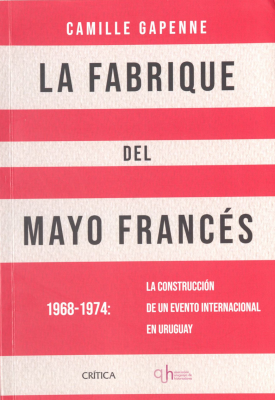 CAMILLE GAPENNE
LA FABRIQUE
DEL
MAYO FRANCÉS
1968-1974:
LA CONSTRUCCIÓN
DE UN EVENTO INTERNACIONAL
EN URUGUAY
CRÍTICA